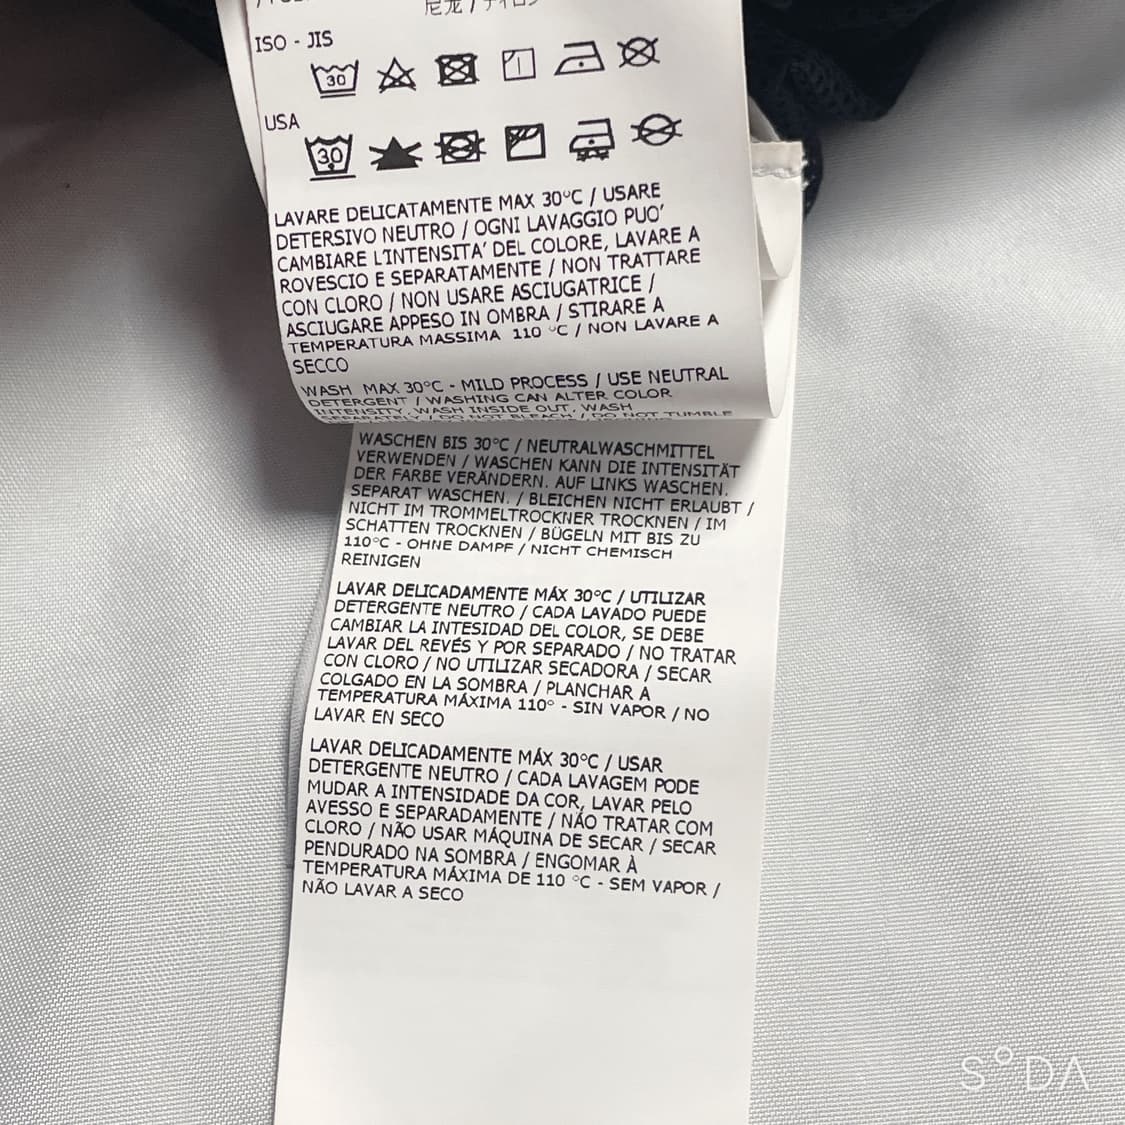 尼龙 / ナイロン
ISO - JIS
30
USA
30
LAVARE DELICATAMENTE MAX 30°C / USARE
DETERSIVO NEUTRO / OGNI LAVAGGIO PUO'
CAMBIARE L'INTENSITA' DEL COLORE, LAVARE A
ROVESCIO E SEPARATAMENTE / NON TRATTARE
CON CLORO / NON USARE ASCIUGATRICE /
ASCIUGARE APPESO IN OMBRA / STIRARE A
TEMPERATURA MASSIMA 110 °C / NON LAVARE A
SECCO
WASH MAX 30°C - MILD PROCESS / USE NEUTRAL
DETERGENT / WASHING CAN ALTER COLOR
INTENSITY, WASH INSIDE OUT, WASH
SEPARATELY / DO NOT BLEACH / DO NOT TUMBLE
WASCHEN BIS 30°C / NEUTRALWASCHMITTEL
VERWENDEN / WASCHEN KANN DIE INTENSITÄT
DER FARBE VERÄNDERN. AUF LINKS WASCHEN,
SEPARAT WASCHEN. / BLEICHEN NICHT ERLAUBT /
NICHT IM TROMMELTROCKNER TROCKNEN / IM
SCHATTEN TROCKNEN / BÜGELN MIT BIS ZU
110°C - OHNE DAMPF / NICHT CHEMISCH
REINIGEN
LAVAR DELICADAMENTE MÁX 30°C / UTILIZAR
DETERGENTE NEUTRO / CADA LAVADO PUEDE
CAMBIAR LA INTESIDAD DEL COLOR, SE DEBE
LAVAR DEL REVÉS Y POR SEPARADO / NO TRATAR
CON CLORO / NO UTILIZAR SECADORA / SECAR
COLGADO EN LA SOMBRA / PLANCHAR A
TEMPERATURA MÁXIMA 110° - SIN VAPOR / NO
LAVAR EN SECO
LAVAR DELICADAMENTE MÁX 30°C / USAR
DETERGENTE NEUTRO / CADA LAVAGEM PODE
MUDAR A INTENSIDADE DA COR, LAVAR PELO
AVESSO E SEPARADAMENTE / NÃO TRATAR COM
CLORO / NÃO USAR MÁQUINA DE SECAR / SECAR
PENDURADO NA SOMBRA / ENGOMAR À
TEMPERATURA MÁXIMA DE 110 °C - SEM VAPOR /
NÃO LAVAR A SECO
S°DA